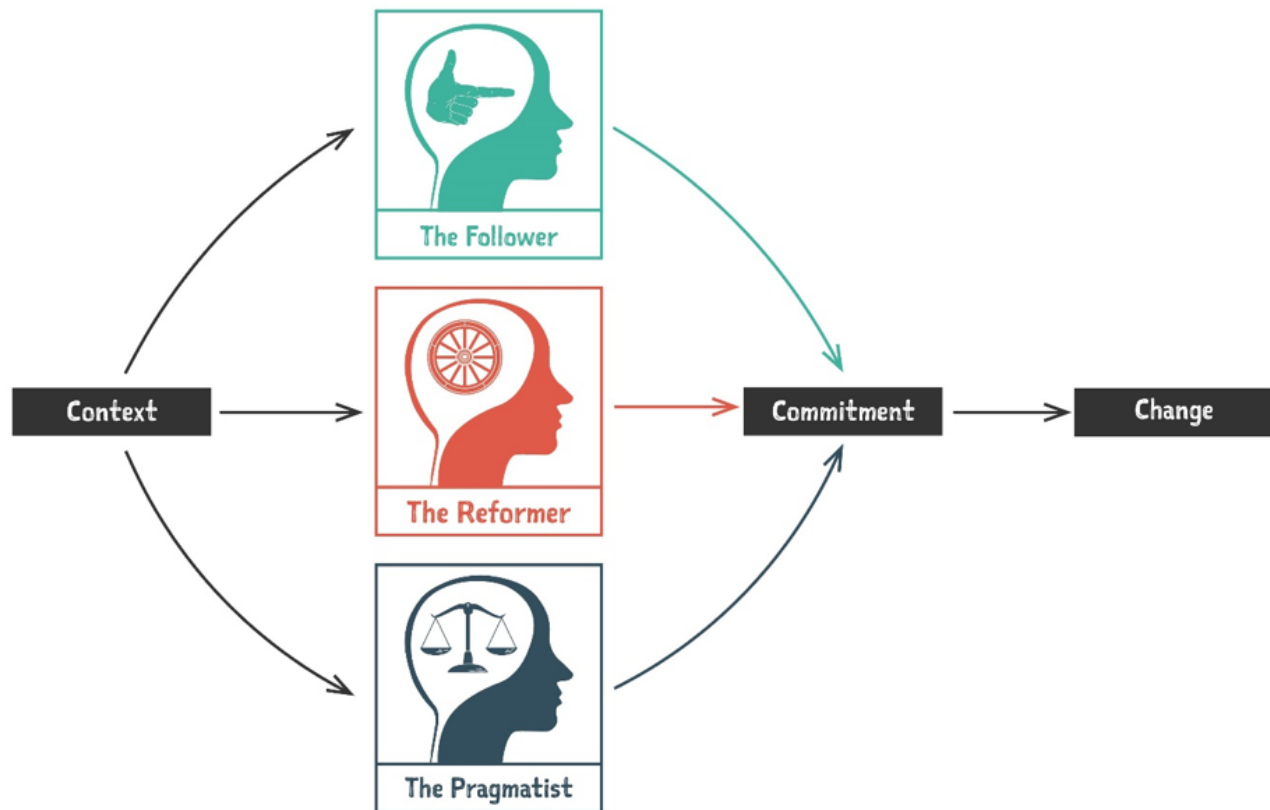 The Follower
Context
The Reformer
Commitment
Change
The Pragmatist